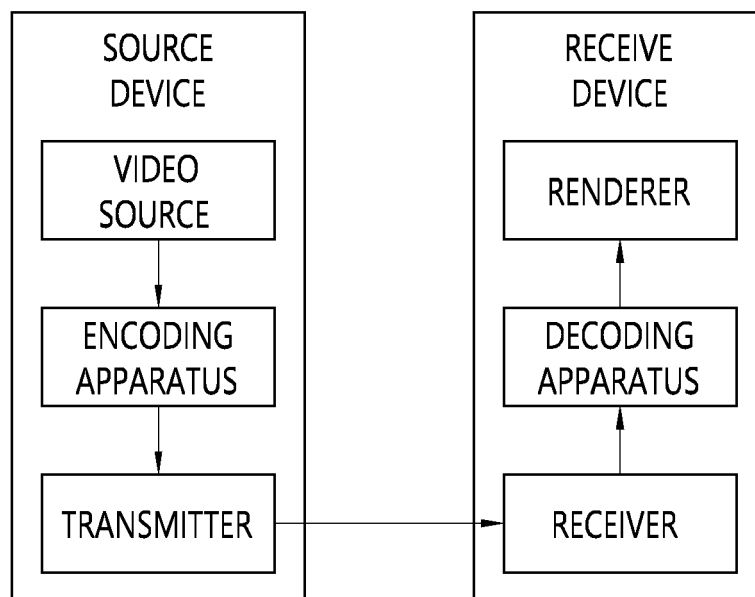 SOURCE
DEVICE
VIDEO
SOURCE
ENCODING
APPARATUS
TRANSMITTER
RECEIVE
DEVICE
RENDERER
DECODING
APPARATUS
RECEIVER